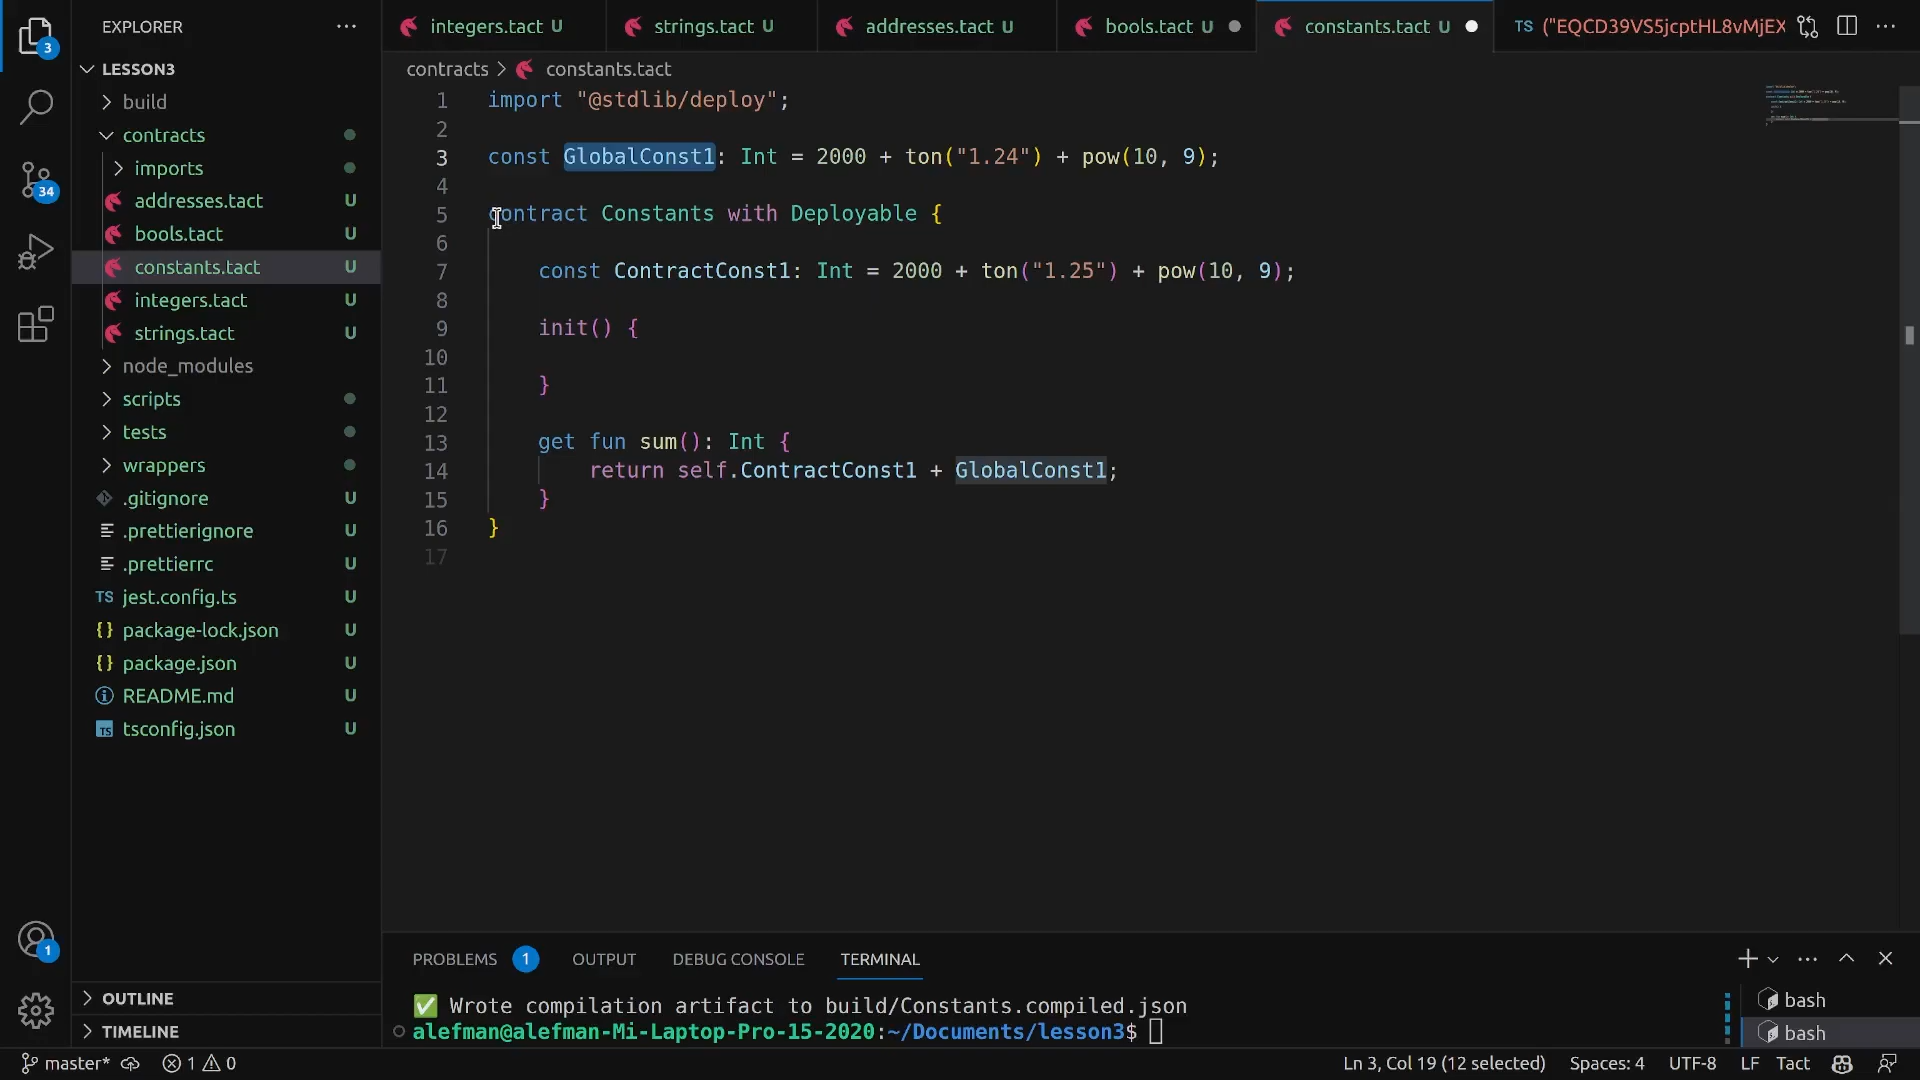 EXPLORER
LESSON3
build
contracts
imports
addresses.tact U
bools.tact U
constants.tact U
integers.tact U
strings.tact U
node_modules
scripts
tests
wrappers
.gitignore U
.prettierignore U
.prettierrc U
TS jest.config.ts U
{} package-lock.json U
{} package.json U
README.md U
TS tsconfig.json U
OUTLINE
TIMELINE
3
34
1
integers.tact U
strings.tact U
addresses.tact U
bools.tact U
constants.tact U
TS ("EQCD39VS5jcptHL8vMjEX
contracts > constants.tact
1 import "@stdlib/deploy";
2
3 const GlobalConst1: Int = 2000 + ton("1.24") + pow(10, 9);
4
5 contract Constants with Deployable {
6
7 const ContractConst1: Int = 2000 + ton("1.25") + pow(10, 9);
8
9 init() {
10
11 }
12
13 get fun sum(): Int {
14 return self.ContractConst1 + GlobalConst1;
15 }
16 }
17
PROBLEMS 1 OUTPUT DEBUG CONSOLE TERMINAL
✅ Wrote compilation artifact to build/Constants.compiled.json
alefman@alefman-Mi-Laptop-Pro-15-2020:~/Documents/lesson3$
bash
bash
master* 1 0
Ln 3, Col 19 (12 selected) Spaces: 4 UTF-8 LF Tact